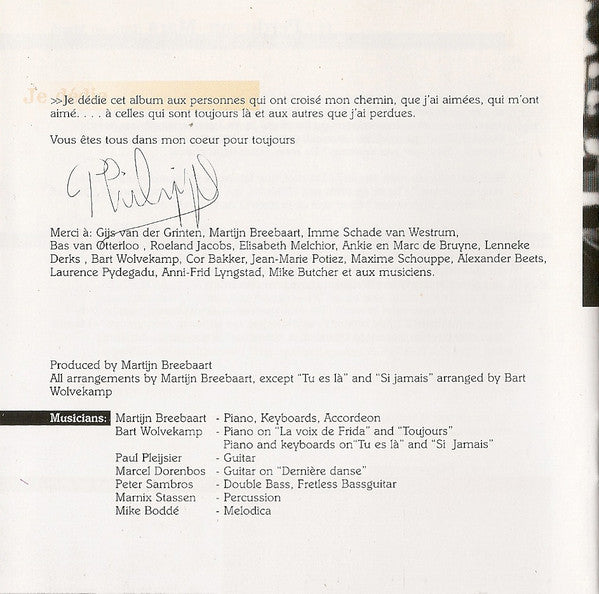 Je dédie
>>Je dédie cet album aux personnes qui ont croisé mon chemin, que j'ai aimées, qui m'ont
aimé. . . . à celles qui sont toujours là et aux autres que j'ai perdues.
Vous êtes tous dans mon coeur pour toujours
Merci à: Gijs van der Grinten, Martijn Breebaart, Imme Schade van Westrum,
Bas van Otterloo , Roeland Jacobs, Elisabeth Melchior, Ankie en Marc de Bruyne, Lenneke
Derks , Bart Wolvekamp, Cor Bakker, Jean-Marie Potiez, Maxime Schouppe, Alexander Beets,
Laurence Pydegadu, Anni-Frid Lyngstad, Mike Butcher et aux musiciens.
Produced by Martijn Breebaart
All arrangements by Martijn Breebaart, except "Tu es là" and "Si jamais" arranged by Bart
Wolvekamp
Musicians: Martijn Breebaart - Piano, Keyboards, Accordeon
Bart Wolvekamp - Piano on "La voix de Frida" and "Toujours"
Piano and keyboards on"Tu es là" and "Si Jamais"
Paul Pleijsier - Guitar
Marcel Dorenbos - Guitar on "Dernière danse"
Peter Sambros - Double Bass, Fretless Bassguitar
Marnix Stassen - Percussion
Mike Boddé - Melodica